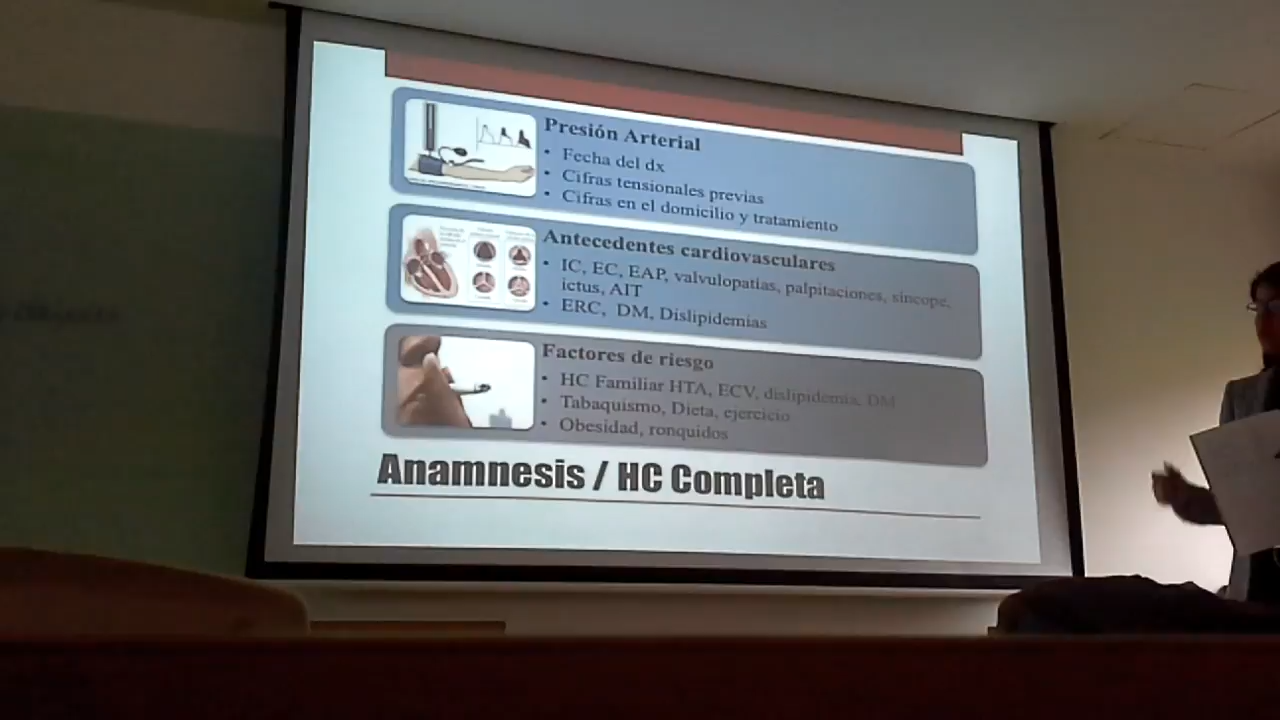 Presión Arterial
• Fecha del dx
• Cifras tensionales previas
• Cifras en el domicilio y tratamiento
Antecedentes cardiovasculares
• IC, EC, EAP, valvulopatias, palpitaciones, sincope,
ictus, AIT
• ERC, DM, Dislipidemias
Factores de riesgo
• HC Familiar HTA, ECV, dislipidemia, DM
• Tabaquismo, Dieta, ejercicio
• Obesidad, ronquidos
Anamnesis / HC Completa